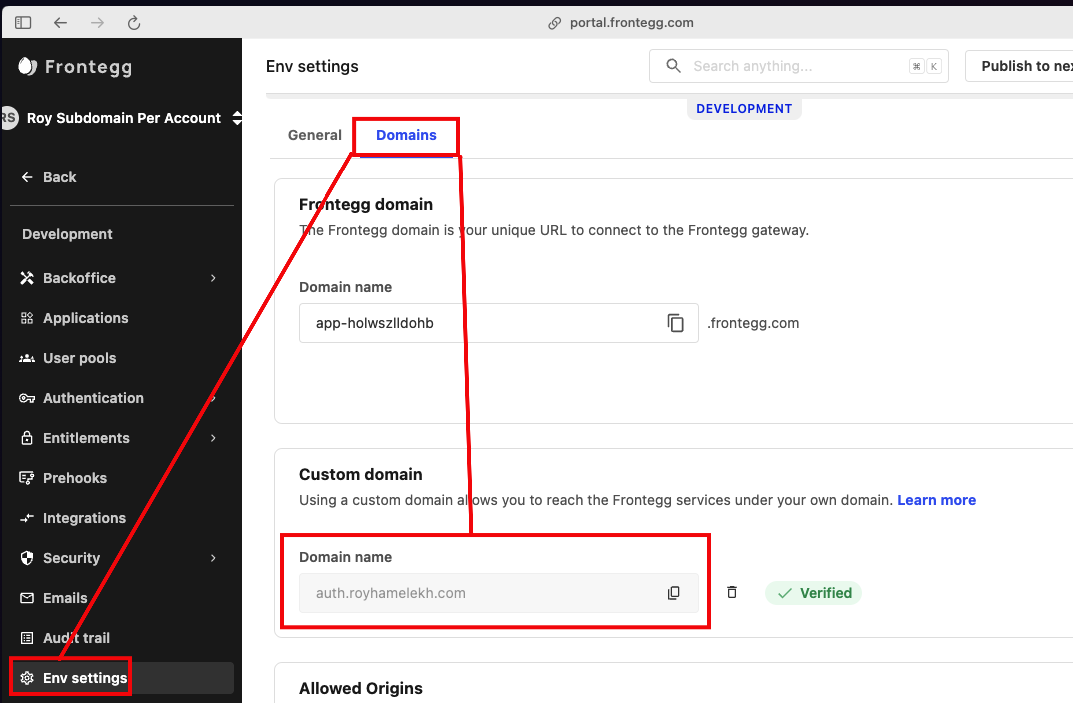 portal.frontegg.com
Frontegg
Env settings
Search anything...
⌘ K
Publish to
DEVELOPMENT
RS
Roy Subdomain Per Account
General
Domains
Back
Development
Backoffice
Applications
User pools
Authentication
Entitlements
Prehooks
Integrations
Security
Emails
Audit trail
Env settings
Frontegg domain
The Frontegg domain is your unique URL to connect to the Frontegg gateway.
Domain name
app-holwszlldohb
.frontegg.com
Custom domain
Using a custom domain allows you to reach the Frontegg services under your own domain. Learn more
Domain name
auth.royhamelekh.com
Verified
Allowed Origins